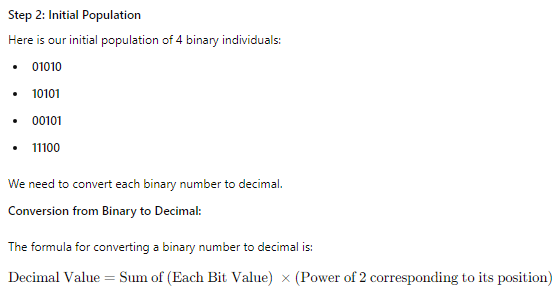 Step 2: Initial Population
Here is our initial population of 4 binary individuals:
• 01010
• 10101
• 00101
• 11100
We need to convert each binary number to decimal.
Conversion from Binary to Decimal:
The formula for converting a binary number to decimal is:
Decimal Value = Sum of (Each Bit Value) × (Power of 2 corresponding to its position)